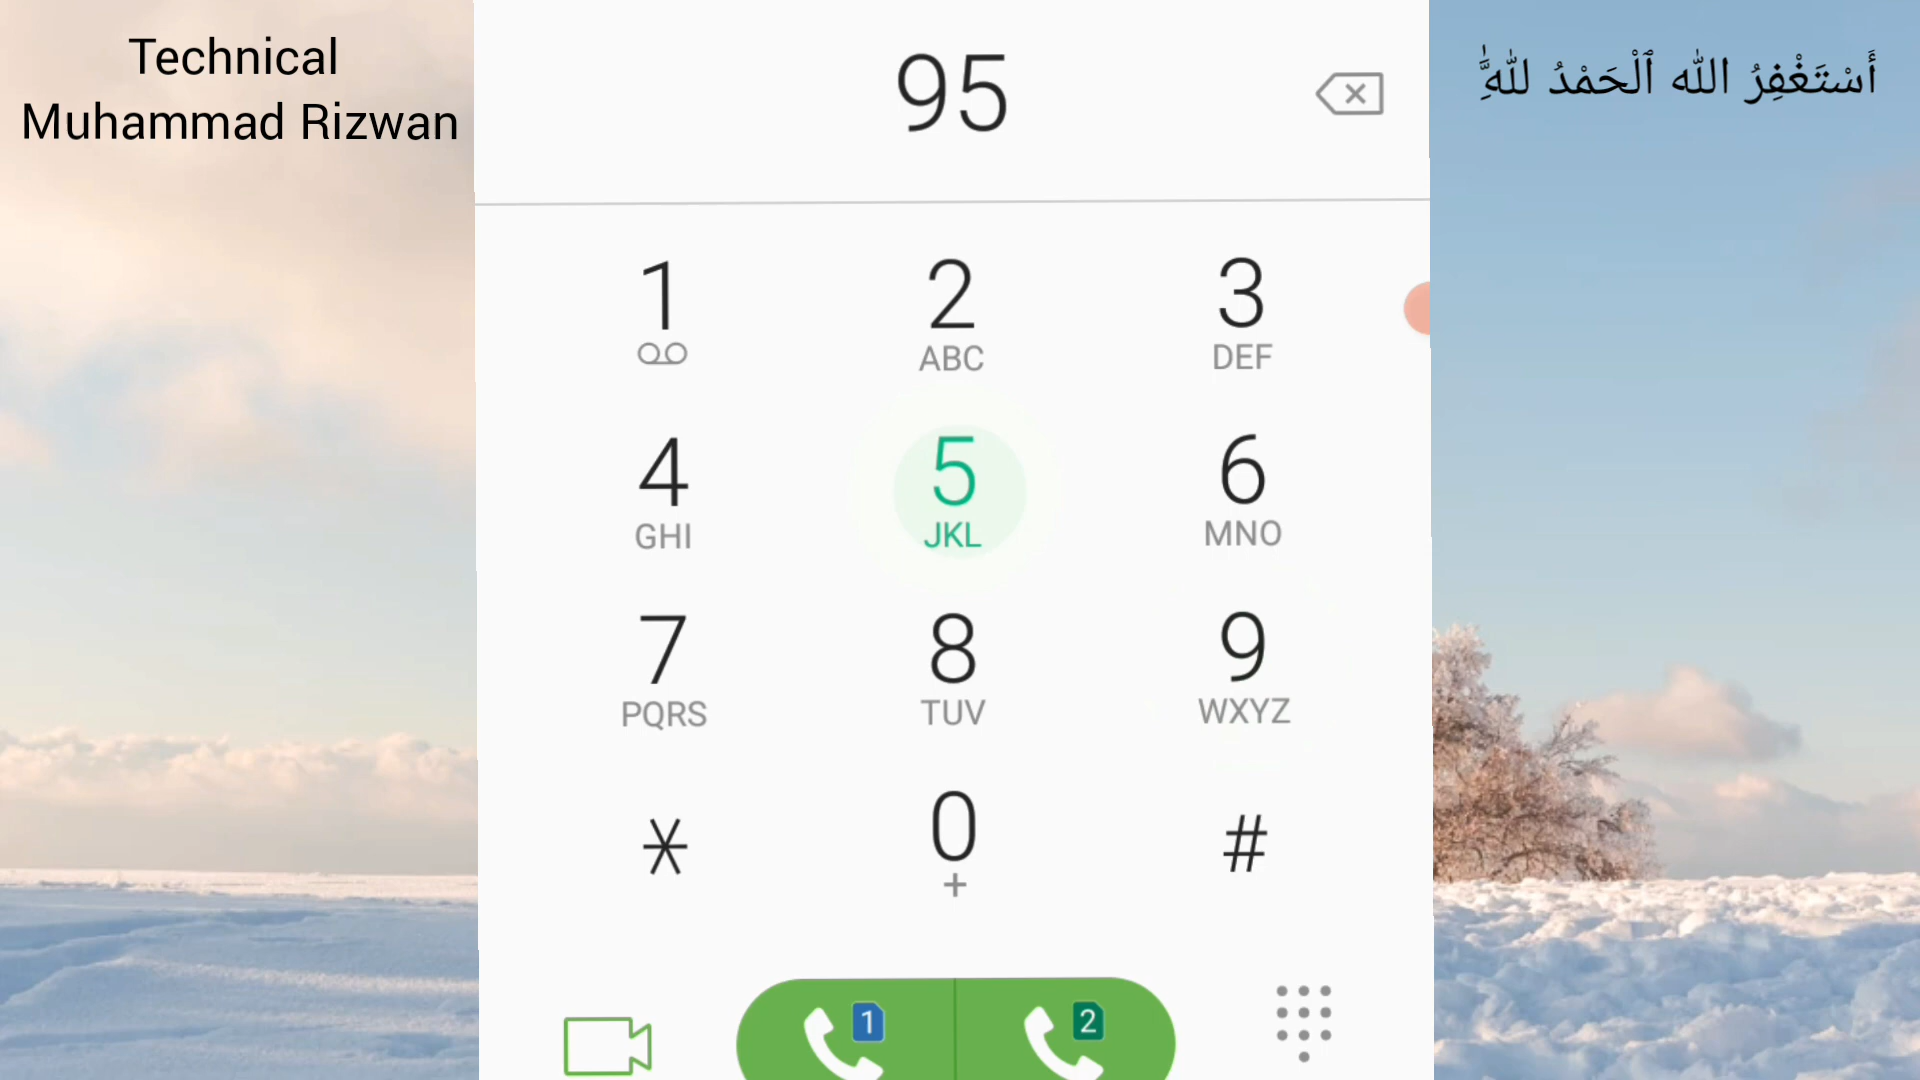 Technical
Muhammad Rizwan
أَسْتَغْفِرُ اللّه ٱلْحَمْدُ لِلّٰهِ
95
1
2
ABC
3
DEF
4
GHI
5
JKL
6
MNO
7
PQRS
8
TUV
9
WXYZ
*
0
+
#
1
2